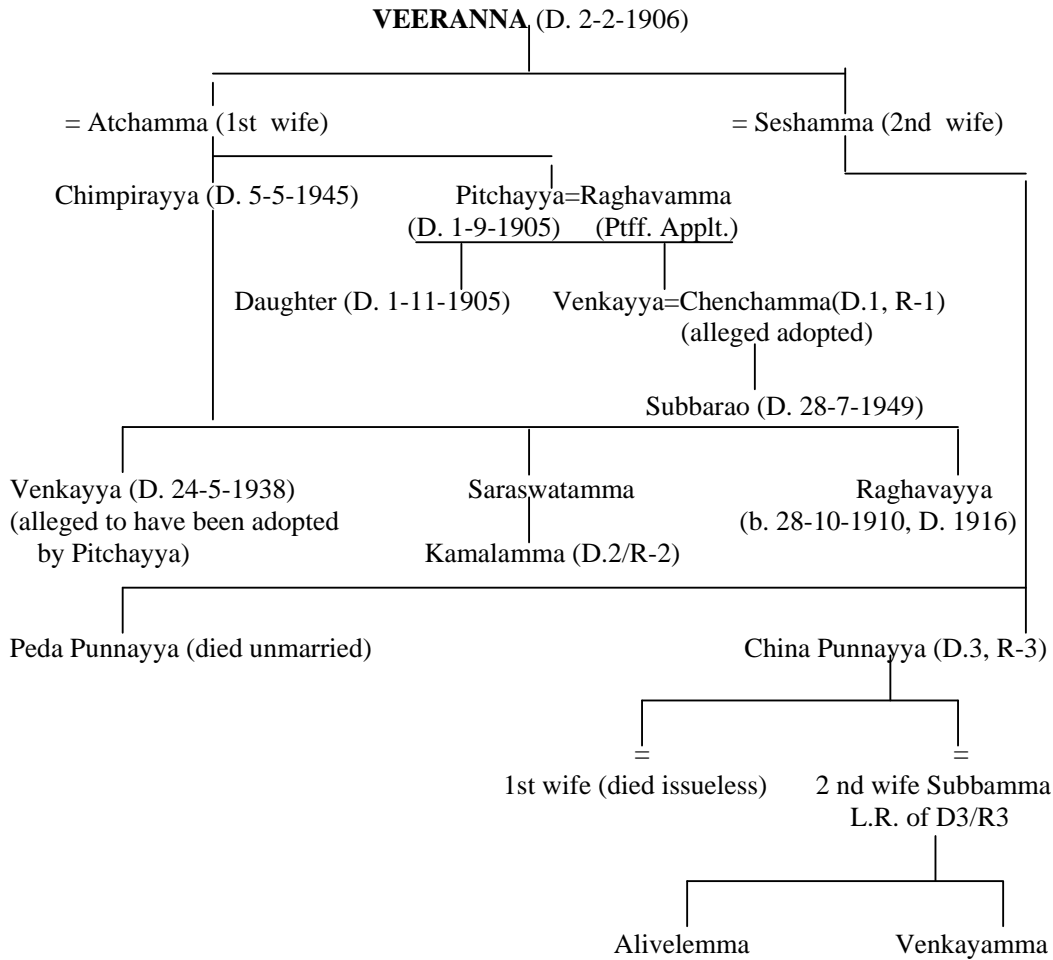 VEERANNA (D. 2-2-1906)
= Atchamma (1st wife) = Seshamma (2nd wife)
Chimpirayya (D. 5-5-1945) Pitchayya=Raghavamma
(D. 1-9-1905) (Ptff. Applt.)
Daughter (D. 1-11-1905) Venkayya=Chenchamma(D.1, R-1)
(alleged adopted)
Subbarao (D. 28-7-1949)
Venkayya (D. 24-5-1938) Saraswatamma Raghavayya
(alleged to have been adopted (b. 28-10-1910, D. 1916)
by Pitchayya) Kamalamma (D.2/R-2)
Peda Punnayya (died unmarried) China Punnayya (D.3, R-3)
= =
1st wife (died issueless) 2 nd wife Subbamma
L.R. of D3/R3
Alivelemma Venkayamma